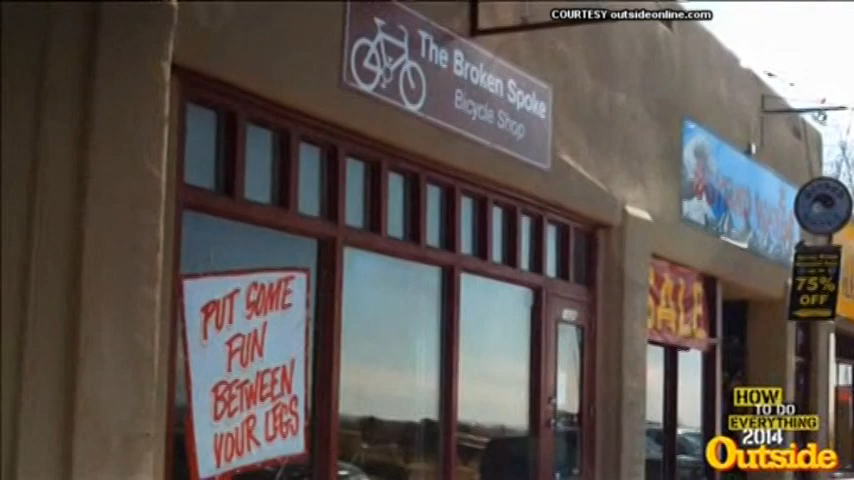 COURTESY outsideonline.com
The Broken Spoke
Bicycle Shop
PUT SOME
FUN
BETWEEN
YOUR LEGS
SALE
75%
OFF
HOW
TO DO
EVERYTHING
2014
Outside